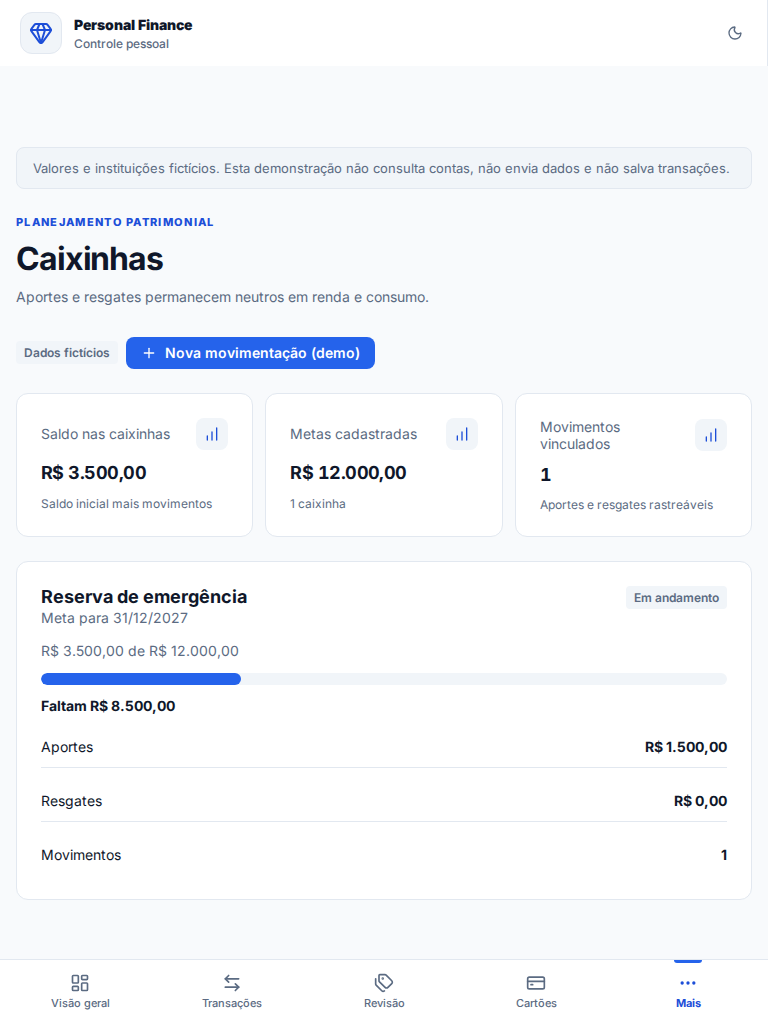 Personal Finance
Controle pessoal
Valores e instituições fictícios. Esta demonstração não consulta contas, não envia dados e não salva transações.
PLANEJAMENTO PATRIMONIAL
Caixinhas
Aportes e resgates permanecem neutros em renda e consumo.
Dados fictícios
Nova movimentação (demo)
Saldo nas caixinhas
R$ 3.500,00
Saldo inicial mais movimentos
Metas cadastradas
R$ 12.000,00
1 caixinha
Movimentos
vinculados
1
Aportes e resgates rastreáveis
Reserva de emergência
Em andamento
Meta para 31/12/2027
R$ 3.500,00 de R$ 12.000,00
Faltam R$ 8.500,00
Aportes R$ 1.500,00
Resgates R$ 0,00
Movimentos 1
Visão geral
Transações
Revisão
Cartões
Mais